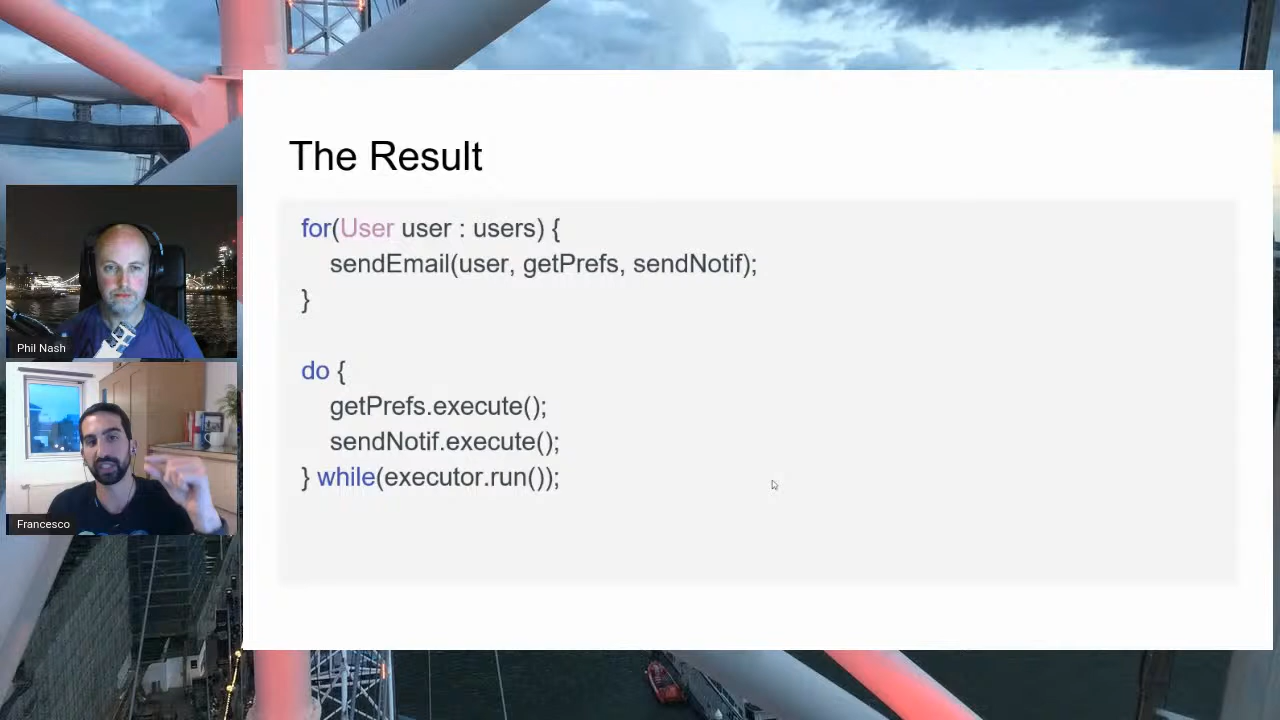 The Result
for(User user : users) {
sendEmail(user, getPrefs, sendNotif);
}
do {
getPrefs.execute();
sendNotif.execute();
} while(executor.run());
Phil Nash
Francesco